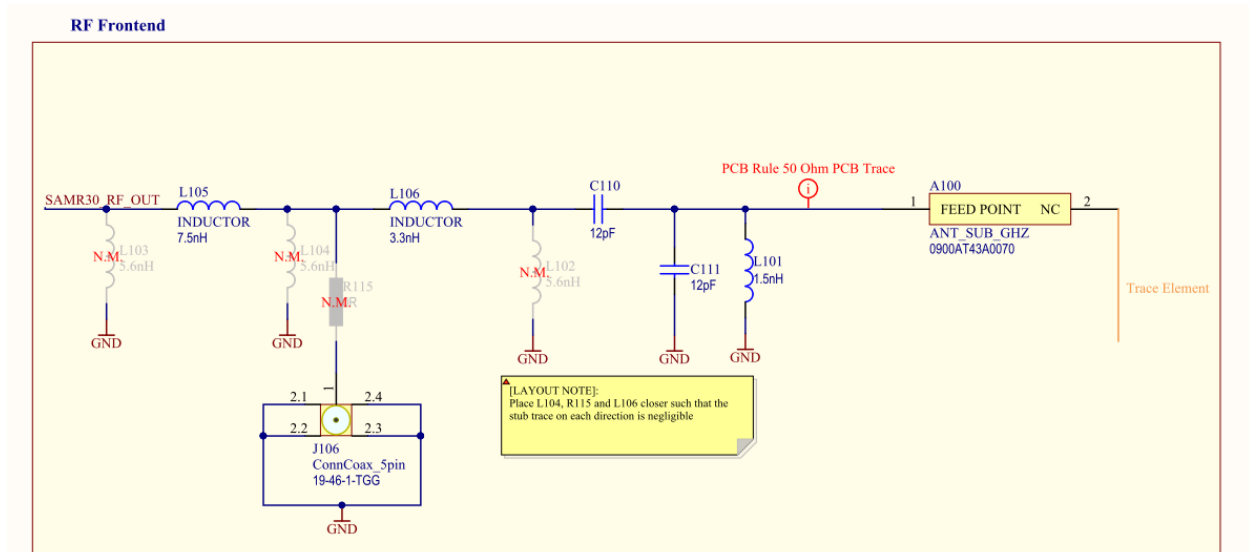 RF Frontend
PCB Rule 50 Ohm PCB Trace
i
SAMR30_RF_OUT
L105
INDUCTOR
7.5nH
L106
INDUCTOR
3.3nH
C110
12pF
A100
1
FEED POINT NC
2
ANT_SUB_GHZ
0900AT43A0070
N.M.
L103
5.6nH
N.M.
L104
5.6nH
N.M.
R115
N.M.
L102
5.6nH
C111
12pF
L101
1.5nH
Trace Element
GND
GND
GND
GND
GND
[LAYOUT NOTE]:
Place L104, R115 and L106 closer such that the
stub trace on each direction is negligible
1
2.1
2.4
2.2
2.3
J106
ConnCoax_5pin
19-46-1-TGG
GND